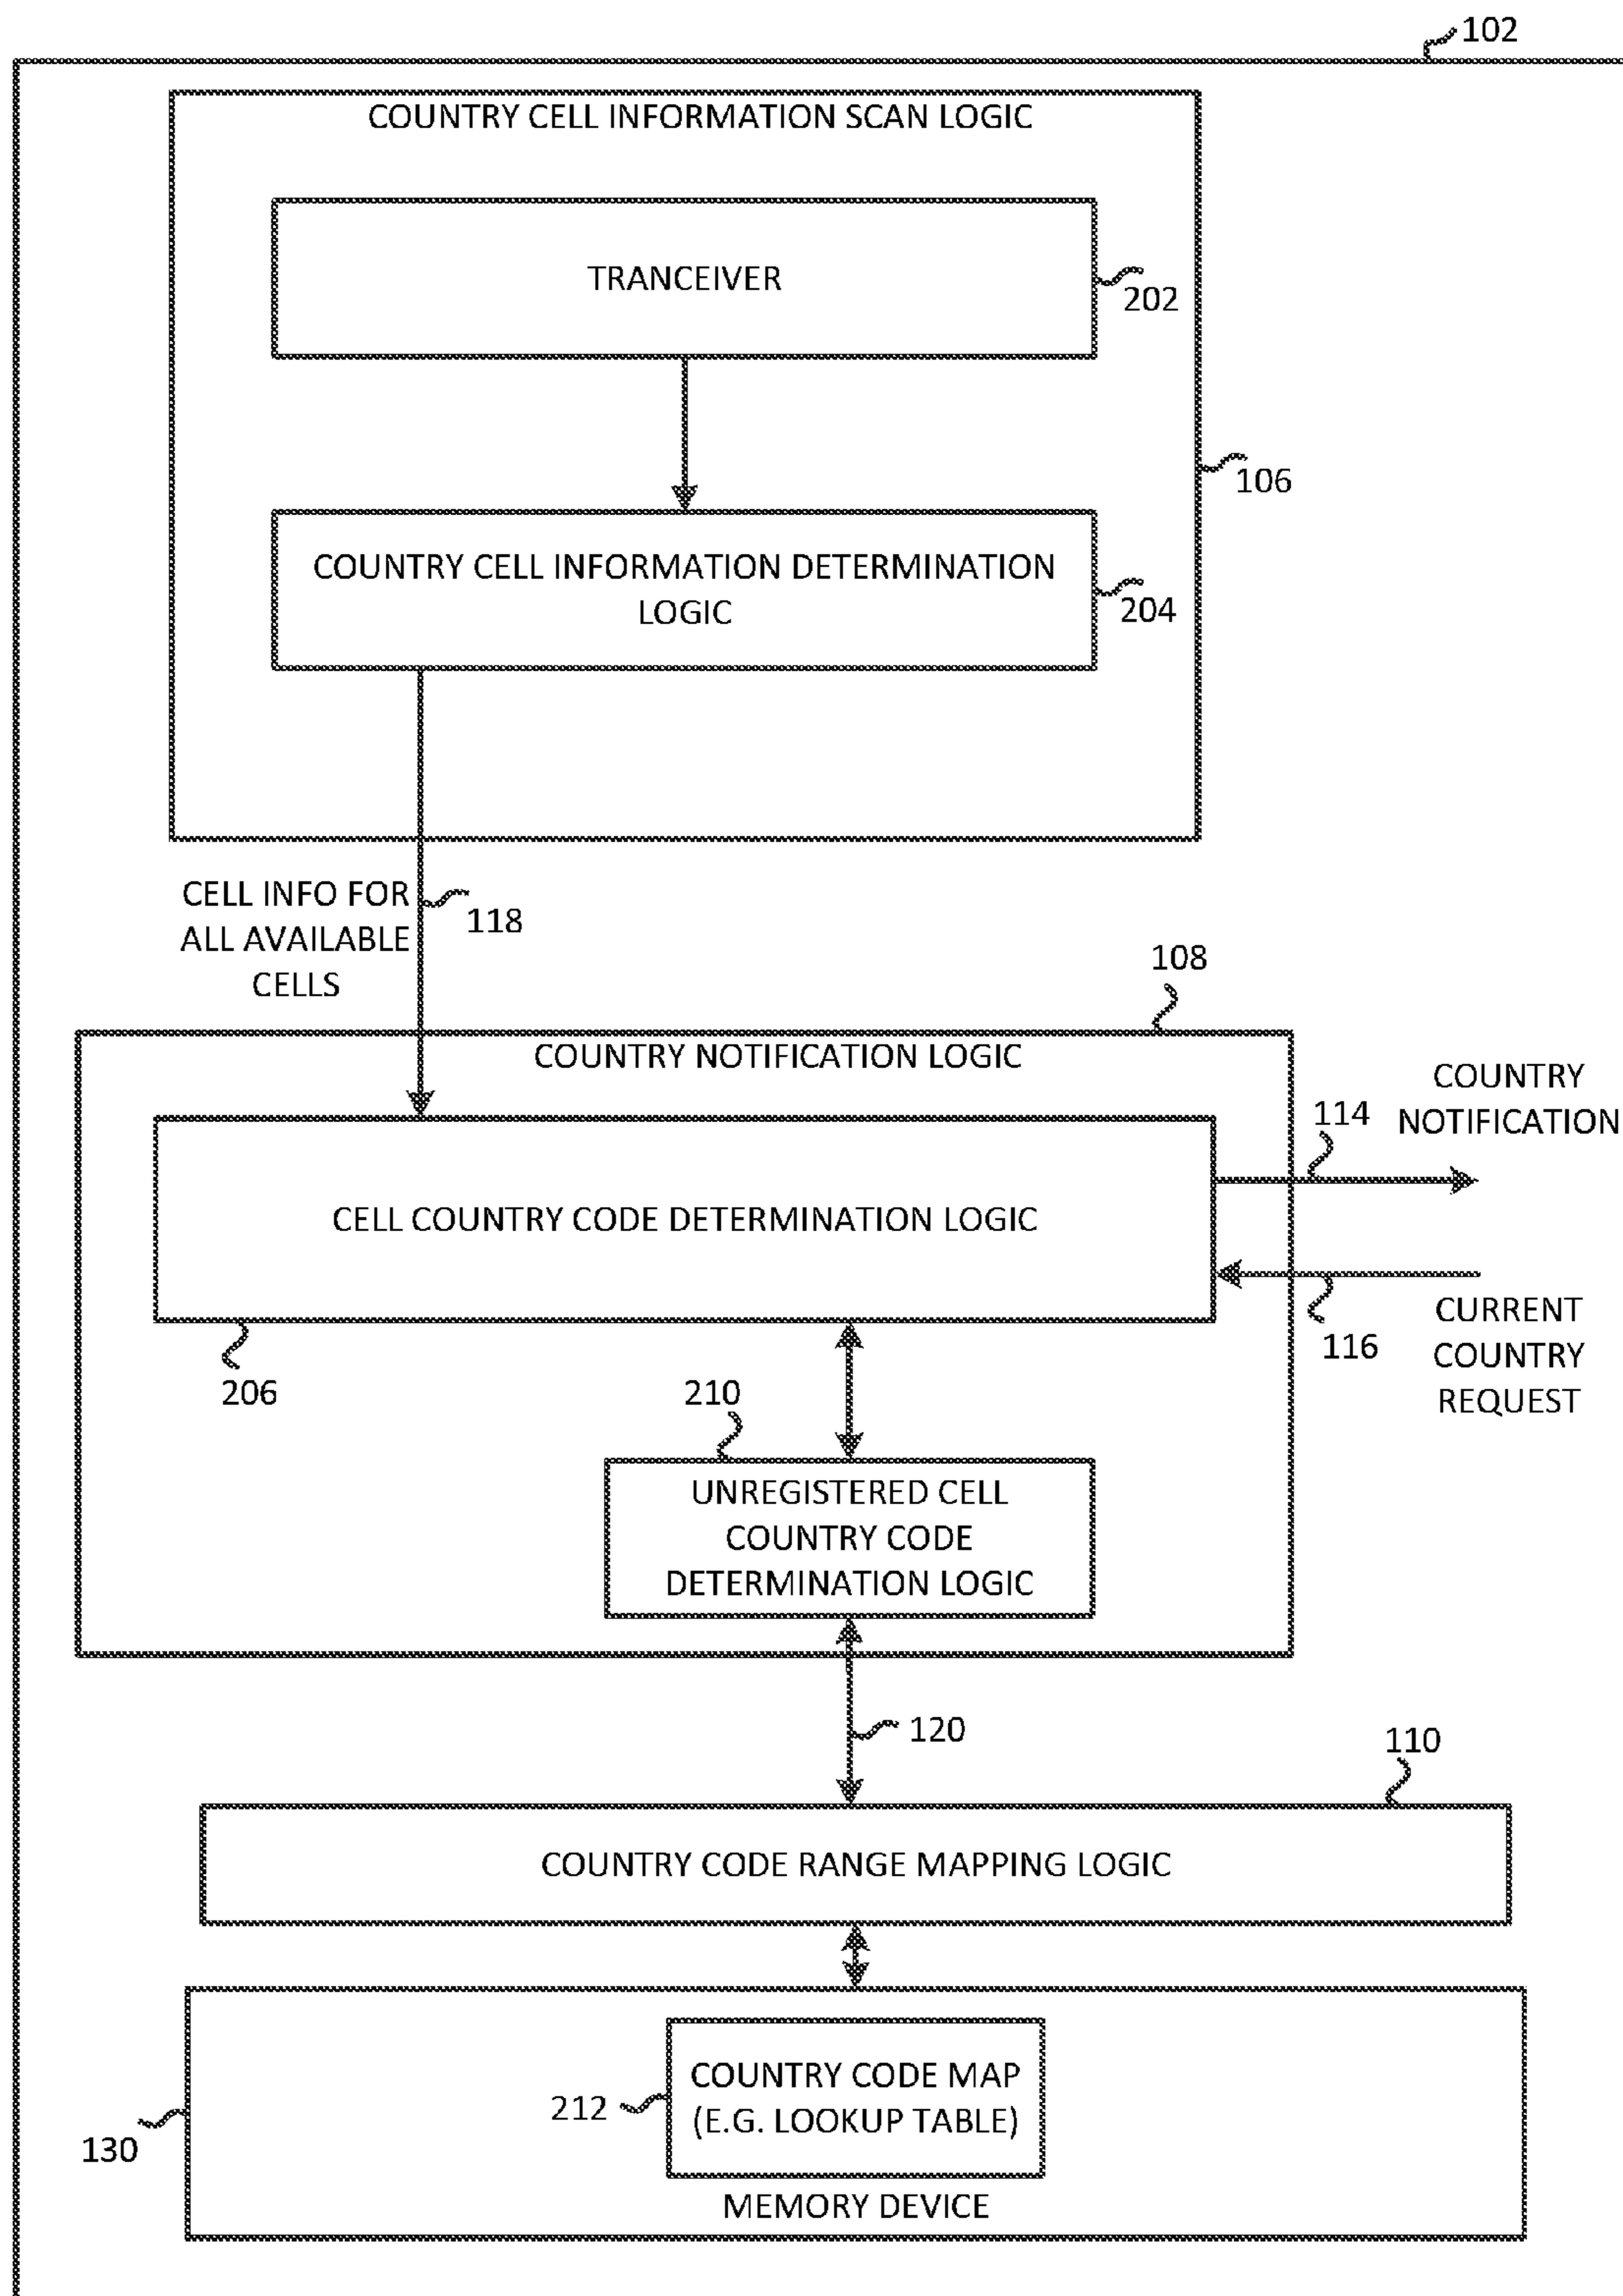 102
COUNTRY CELL INFORMATION SCAN LOGIC
TRANCEIVER
202
106
COUNTRY CELL INFORMATION DETERMINATION
LOGIC
204
CELL INFO FOR
ALL AVAILABLE
CELLS
118
108
COUNTRY NOTIFICATION LOGIC
COUNTRY
NOTIFICATION
114
CELL COUNTRY CODE DETERMINATION LOGIC
116
CURRENT
COUNTRY
REQUEST
206
210
UNREGISTERED CELL
COUNTRY CODE
DETERMINATION LOGIC
120
110
COUNTRY CODE RANGE MAPPING LOGIC
COUNTRY CODE MAP
(E.G. LOOKUP TABLE)
212
130
MEMORY DEVICE